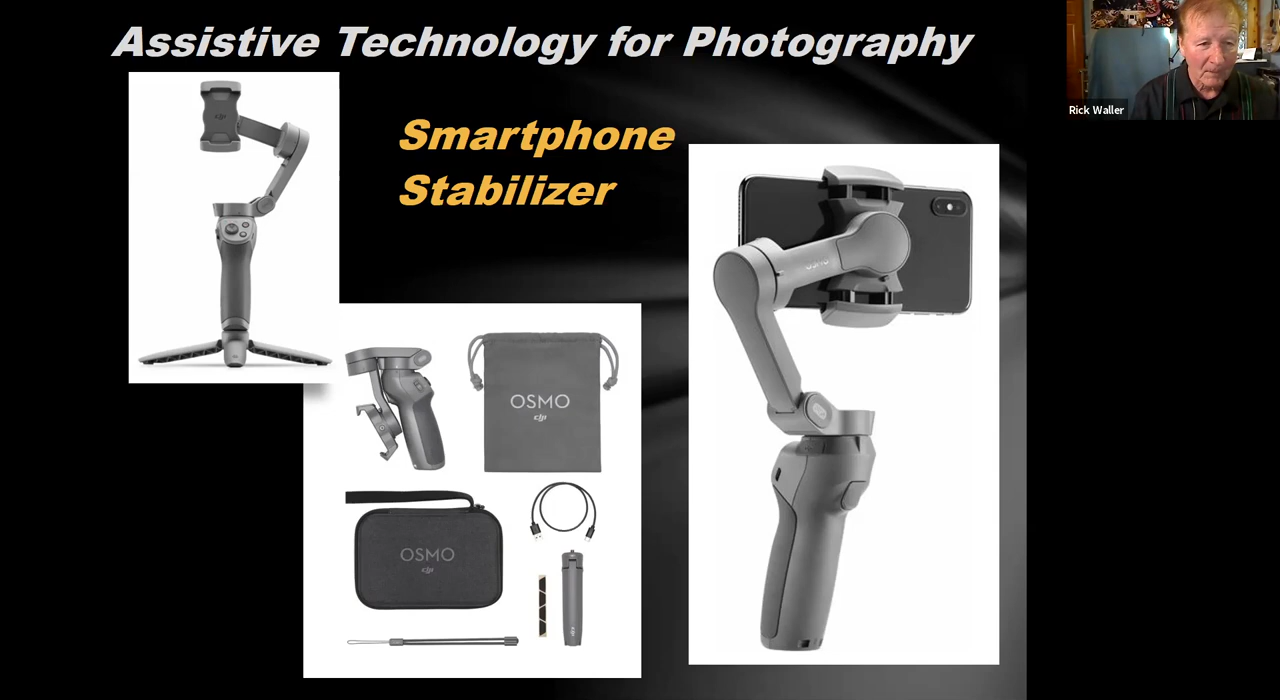 Assistive Technology for Photography
Rick Waller
Smartphone
Stabilizer
OSMO
OSMO
dji
OSMO
dji